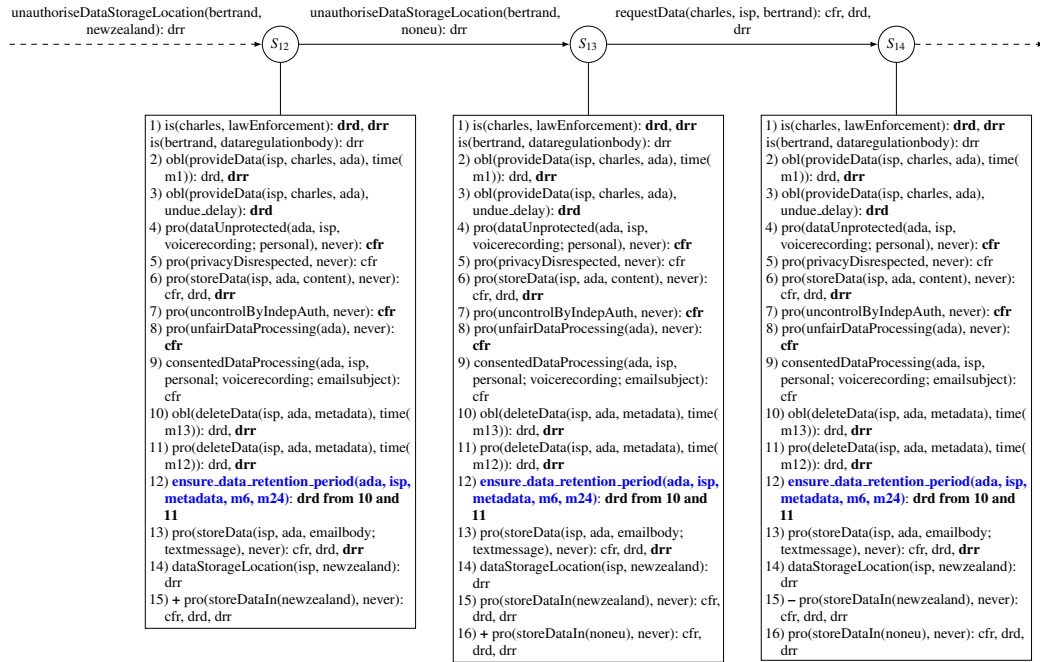 unauthoriseDataStorageLocation(bertrand,
newzealand): drr
unauthoriseDataStorageLocation(bertrand,
noneu): drr
requestData(charles, isp, bertrand): cfr, drd,
drr
S12
S13
S14
1) is(charles, lawEnforcement): drd, drr
is(bertrand, dataregulationbody): drr
2) obl(provideData(isp, charles, ada), time(
m1)): drd, drr
3) obl(provideData(isp, charles, ada),
undue_delay): drd
4) pro(dataUnprotected(ada, isp,
voicerecording; personal), never): cfr
5) pro(privacyDisrespected, never): cfr
6) pro(storeData(isp, ada, content), never):
cfr, drd, drr
7) pro(uncontrolByIndepAuth, never): cfr
8) pro(unfairDataProcessing(ada), never):
cfr
9) consentedDataProcessing(ada, isp,
personal; voicerecording; emailsubject):
cfr
10) obl(deleteData(isp, ada, metadata), time(
m13)): drd, drr
11) pro(deleteData(isp, ada, metadata), time(
m12)): drd, drr
12) ensure_data_retention_period(ada, isp,
metadata, m6, m24): drd from 10 and
11
13) pro(storeData(isp, ada, emailbody;
textmessage), never): cfr, drd, drr
14) dataStorageLocation(isp, newzealand):
drr
15) + pro(storeDataIn(newzealand), never):
cfr, drd, drr
1) is(charles, lawEnforcement): drd, drr
is(bertrand, dataregulationbody): drr
2) obl(provideData(isp, charles, ada), time(
m1)): drd, drr
3) obl(provideData(isp, charles, ada),
undue_delay): drd
4) pro(dataUnprotected(ada, isp,
voicerecording; personal), never): cfr
5) pro(privacyDisrespected, never): cfr
6) pro(storeData(isp, ada, content), never):
cfr, drd, drr
7) pro(uncontrolByIndepAuth, never): cfr
8) pro(unfairDataProcessing(ada), never):
cfr
9) consentedDataProcessing(ada, isp,
personal; voicerecording; emailsubject):
cfr
10) obl(deleteData(isp, ada, metadata), time(
m13)): drd, drr
11) pro(deleteData(isp, ada, metadata), time(
m12)): drd, drr
12) ensure_data_retention_period(ada, isp,
metadata, m6, m24): drd from 10 and
11
13) pro(storeData(isp, ada, emailbody;
textmessage), never): cfr, drd, drr
14) dataStorageLocation(isp, newzealand):
drr
15) pro(storeDataIn(newzealand), never): cfr,
drd, drr
16) + pro(storeDataIn(noneu), never): cfr,
drd, drr
1) is(charles, lawEnforcement): drd, drr
is(bertrand, dataregulationbody): drr
2) obl(provideData(isp, charles, ada), time(
m1)): drd, drr
3) obl(provideData(isp, charles, ada),
undue_delay): drd
4) pro(dataUnprotected(ada, isp,
voicerecording; personal), never): cfr
5) pro(privacyDisrespected, never): cfr
6) pro(storeData(isp, ada, content), never):
cfr, drd, drr
7) pro(uncontrolByIndepAuth, never): cfr
8) pro(unfairDataProcessing(ada), never):
cfr
9) consentedDataProcessing(ada, isp,
personal; voicerecording; emailsubject):
cfr
10) obl(deleteData(isp, ada, metadata), time(
m13)): drd, drr
11) pro(deleteData(isp, ada, metadata), time(
m12)): drd, drr
12) ensure_data_retention_period(ada, isp,
metadata, m6, m24): drd from 10 and
11
13) pro(storeData(isp, ada, emailbody;
textmessage), never): cfr, drd, drr
14) dataStorageLocation(isp, newzealand):
drr
15) − pro(storeDataIn(newzealand), never):
cfr, drd, drr
16) pro(storeDataIn(noneu), never): cfr, drd,
drr